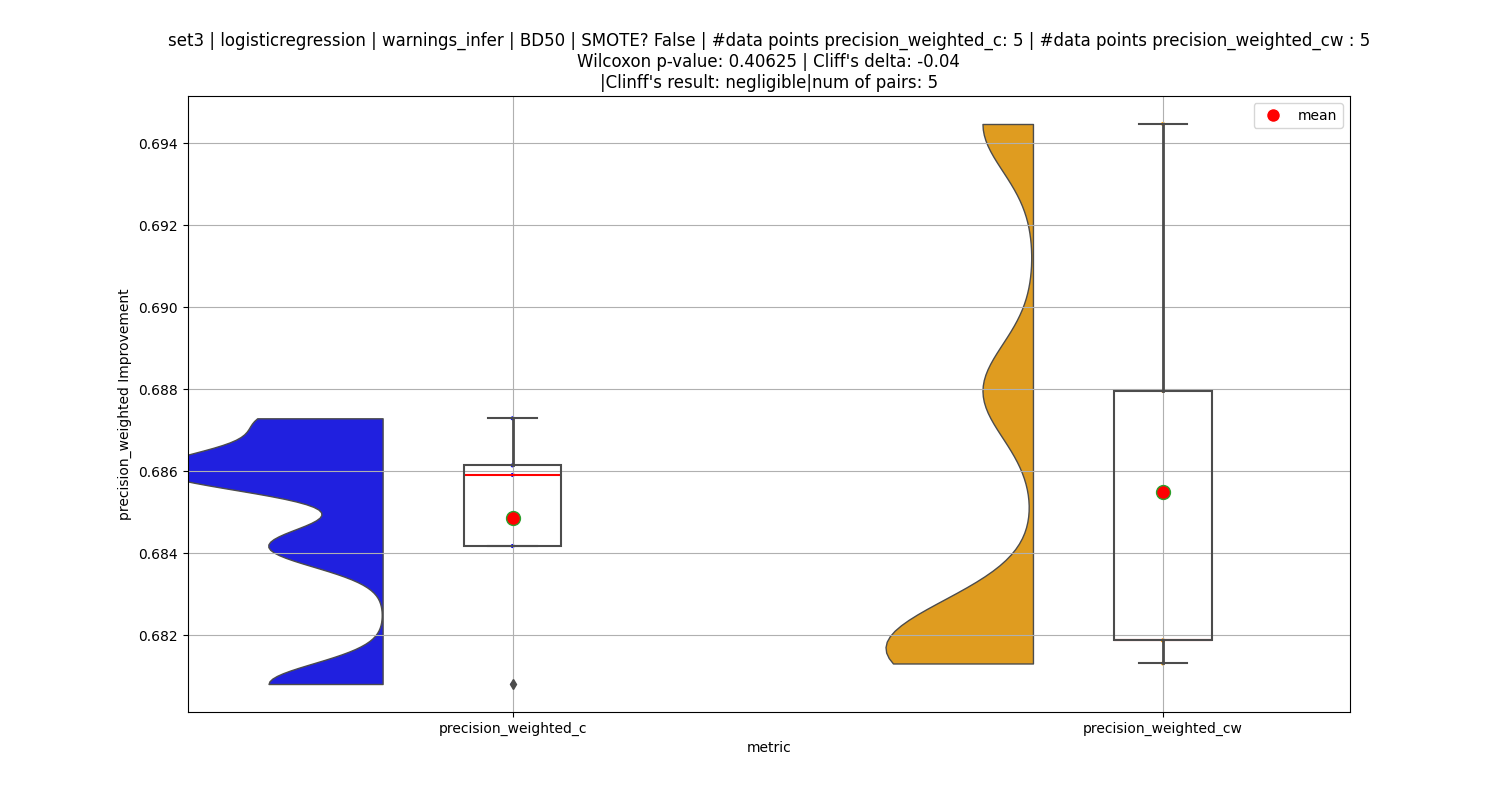 set3 | logisticregression | warnings_infer | BD50 | SMOTE? False | #data points precision_weighted_c: 5 | #data points precision_weighted_cw : 5
Wilcoxon p-value: 0.40625 | Cliff's delta: -0.04
|Clinff's result: negligible|num of pairs: 5
mean
0.694
0.692
0.690
0.688
0.686
0.684
0.682
precision_weighted Improvement
precision_weighted_c
precision_weighted_cw
metric